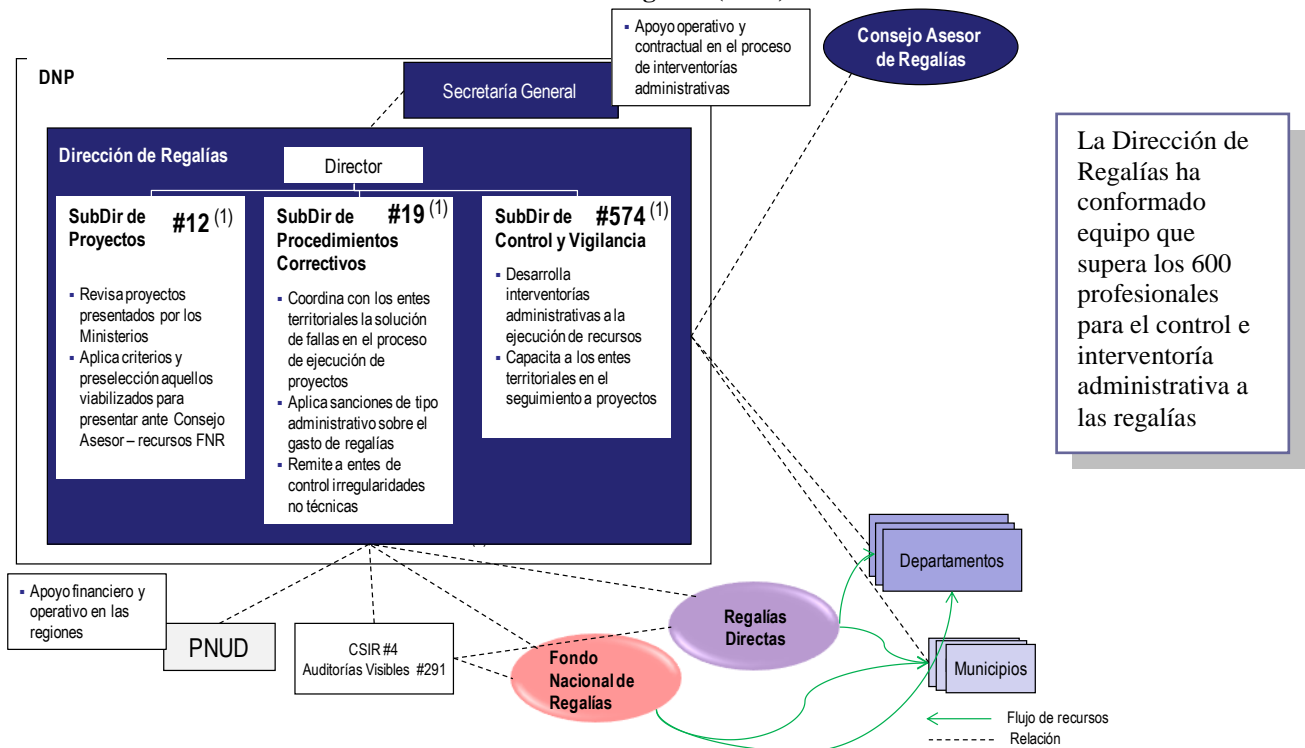 ▪ Apoyo operativo y
contractual en el proceso
de interventorías
administrativas
Consejo Asesor
de Regalías
DNP
Secretaría General
Dirección de Regalías
Director
SubDir de
Proyectos
#12 (1)
▪ Revisa proyectos
presentados por los
Ministerios
▪ Aplica criterios y
preselección aquellos
viabilizados para
presentar ante Consejo
Asesor – recursos FNR
SubDir de
Procedimientos
Correctivos
#19 (1)
▪ Coordina con los entes
territoriales la solución
de fallas en el proceso
de ejecución de
proyectos
▪ Aplica sanciones de tipo
administrativo sobre el
gasto de regalías
▪ Remite a entes de
control irregularidades
no técnicas
SubDir de
Control y Vigilancia
#574 (1)
▪ Desarrolla
interventorías
administrativas a la
ejecución de recursos
▪ Capacita a los entes
territoriales en el
seguimiento a proyectos
La Dirección de
Regalías ha
conformado
equipo que
supera los 600
profesionales
para el control e
interventoría
administrativa a
las regalías
▪ Apoyo financiero y
operativo en las
regiones
PNUD
CSIR #4
Auditorías Visibles #291
Fondo
Nacional de
Regalías
Regalías
Directas
Departamentos
Municipios
Flujo de recursos
Relación